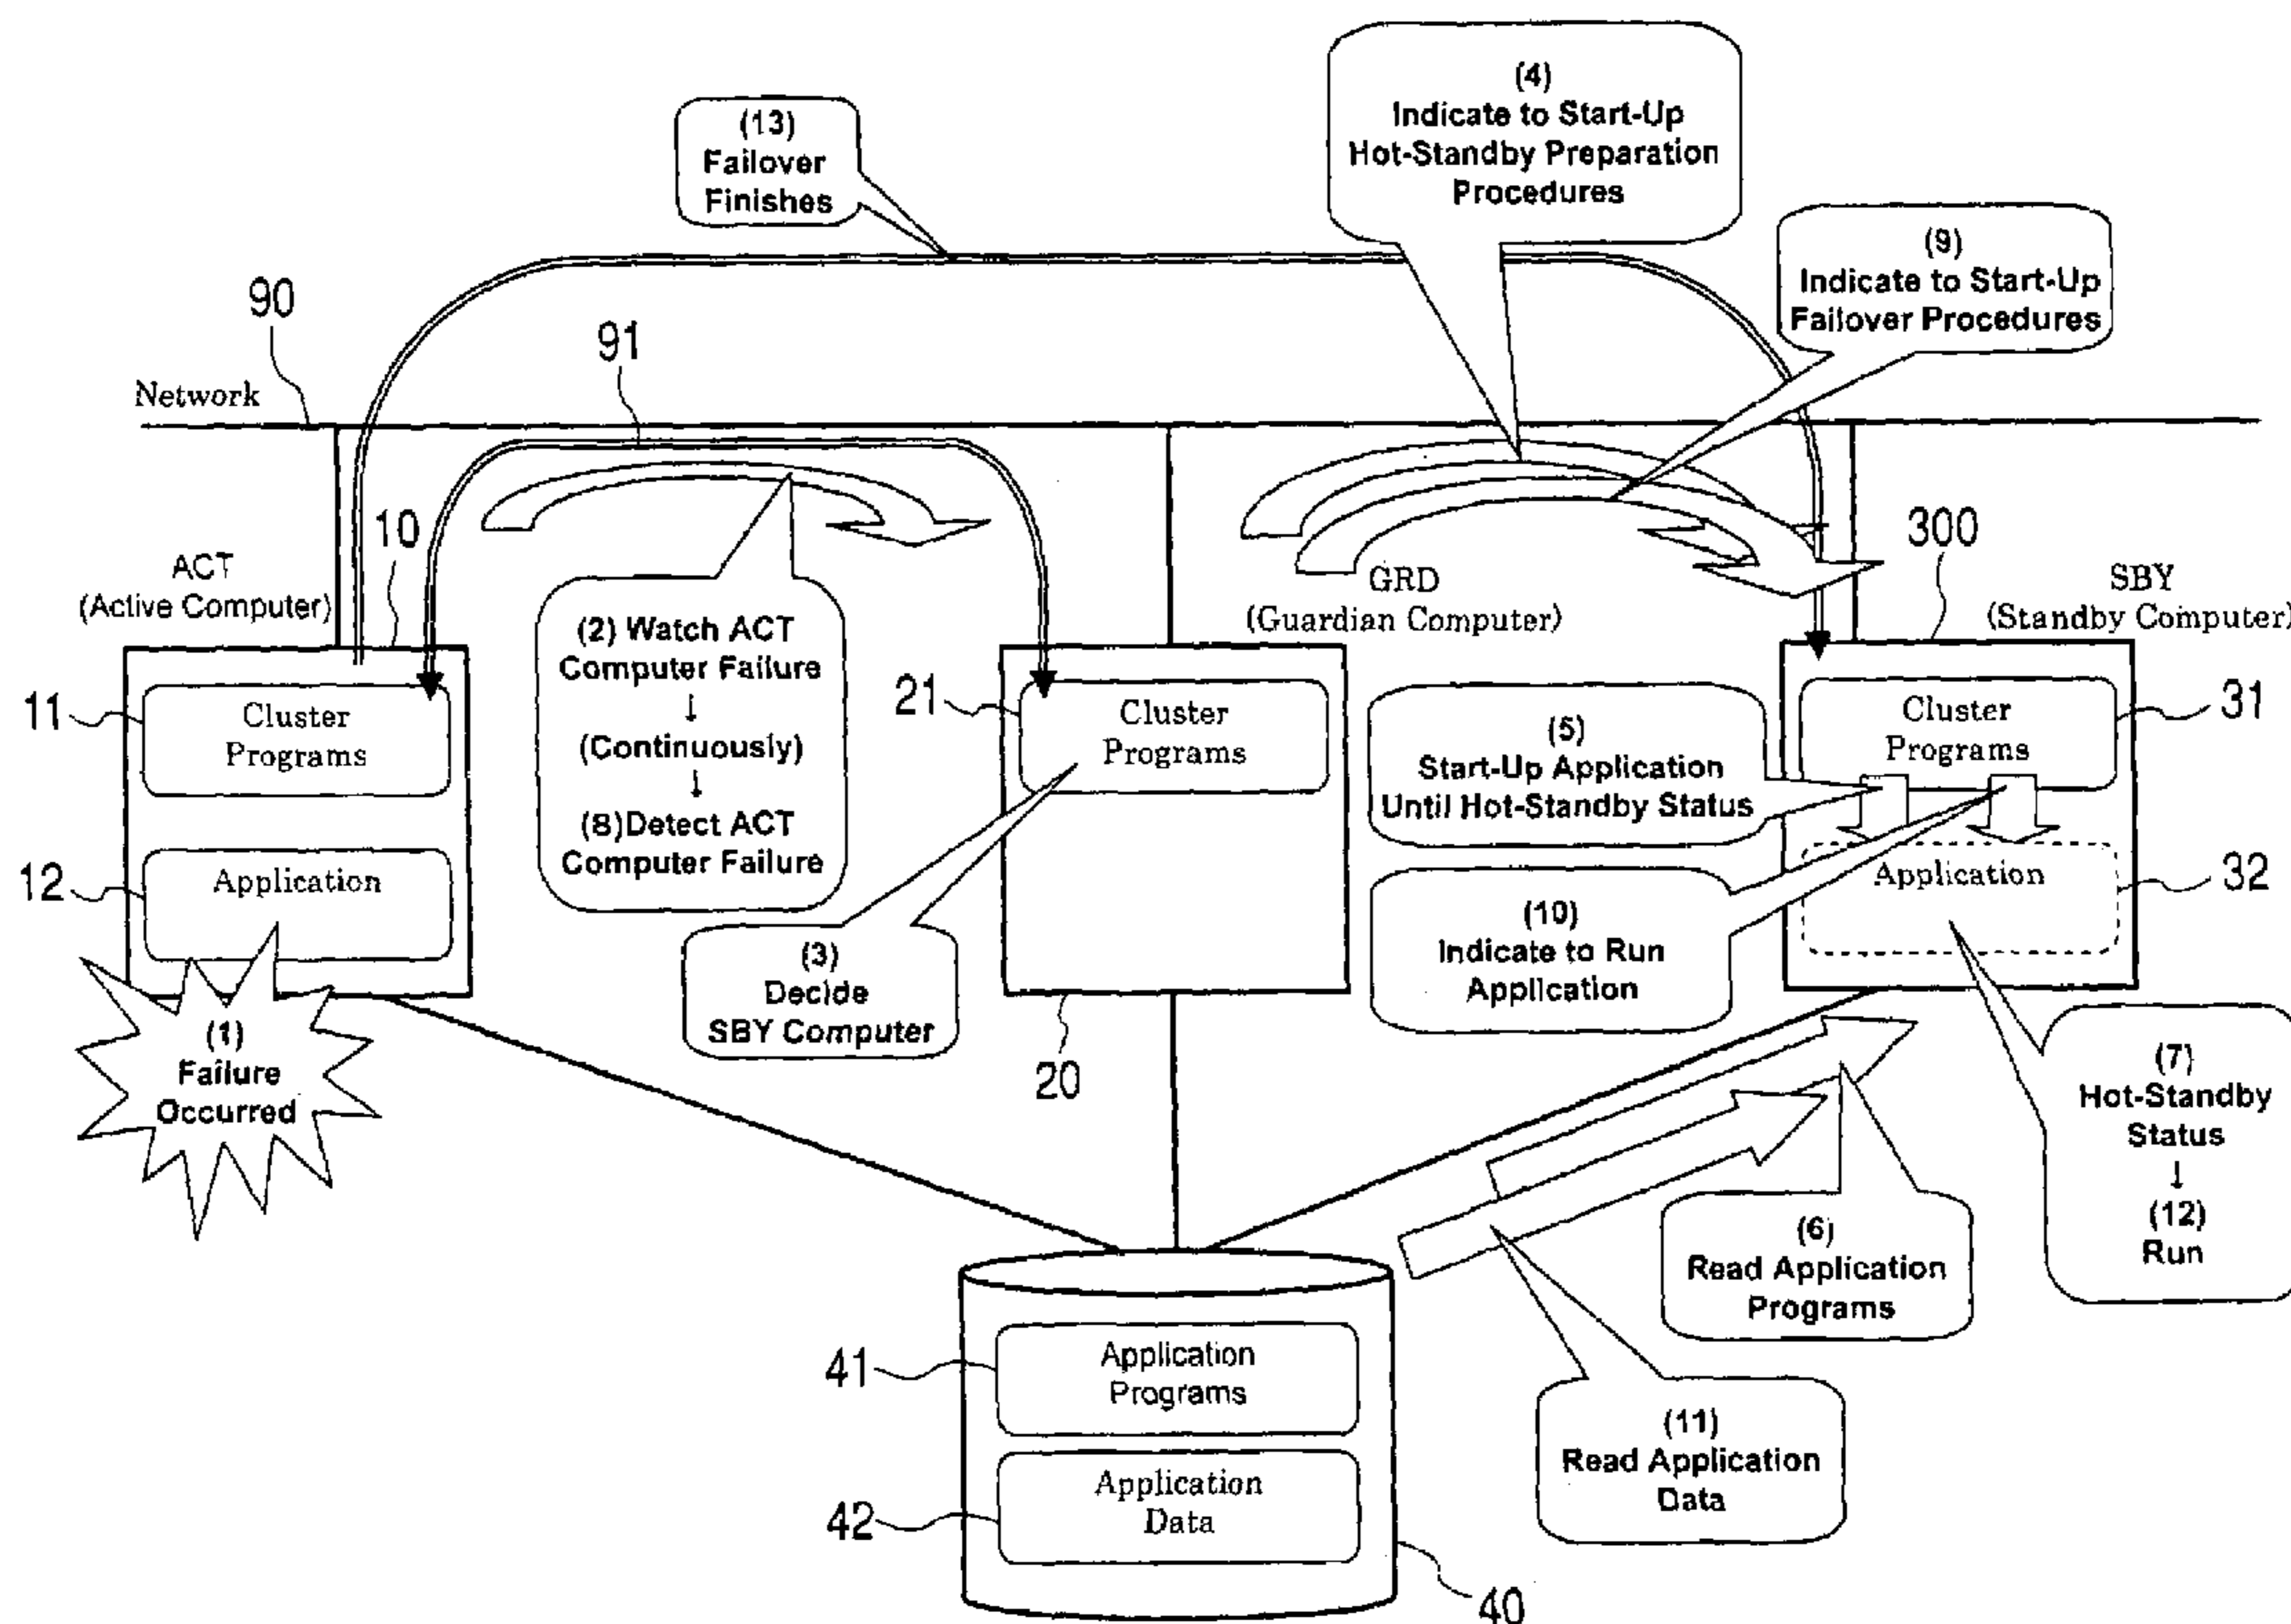 (4)
Indicate to Start-Up
Hot-Standby Preparation
Procedures
(13)
Failover
Finishes
(9)
Indicate to Start-Up
Failover Procedures
90
91
Network
10
300
ACT
(Active Computer)
GRD
(Guardian Computer)
SBY
(Standby Computer)
(2) Watch ACT
Computer Failure
↓
(Continuously)
↓
(8)Detect ACT
Computer Failure
11
Cluster
Programs
21
Cluster
Programs
(5)
Start-Up Application
Until Hot-Standby Status
Cluster
Programs
31
12
Application
Application
32
(3)
Decide
SBY Computer
(10)
Indicate to Run
Application
20
(1)
Failure
Occurred
(7)
Hot-Standby
Status
↓
(12)
Run
(6)
Read Application
Programs
41
Application
Programs
(11)
Read Application
Data
42
Application
Data
40